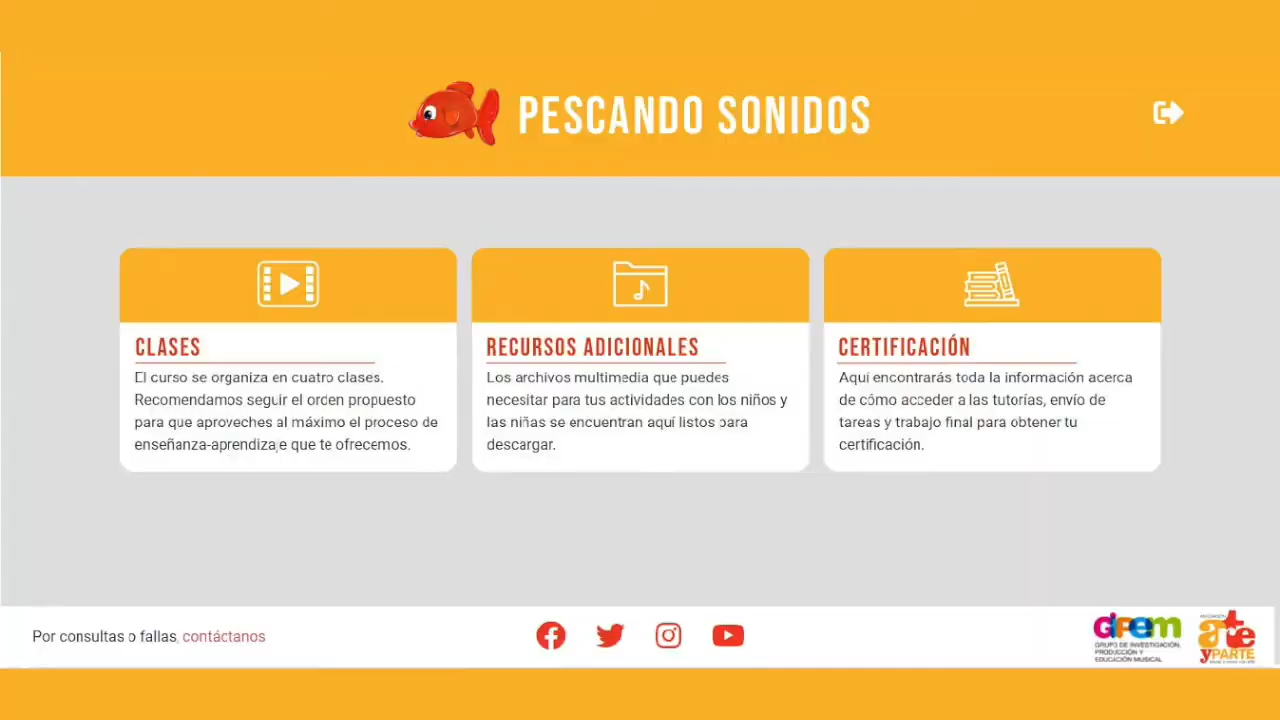 PESCANDO SONIDOS
CLASES
El curso se organiza en cuatro clases.
Recomendamos seguir el orden propuesto
para que aproveches al máximo el proceso de
enseñanza-aprendizaje que te ofrecemos.
RECURSOS ADICIONALES
Los archivos multimedia que puedes
necesitar para tus actividades con los niños y
las niñas se encuentran aquí listos para
descargar.
CERTIFICACIÓN
Aquí encontrarás toda la información acerca
de cómo acceder a las tutorías, envío de
tareas y trabajo final para obtener tu
certificación.
Por consultas o fallas, contáctanos
GiPEM
GRUPO DE INVESTIGACIÓN,
PRODUCCIÓN Y
EDUCACIÓN MUSICAL
arte
yPARTE